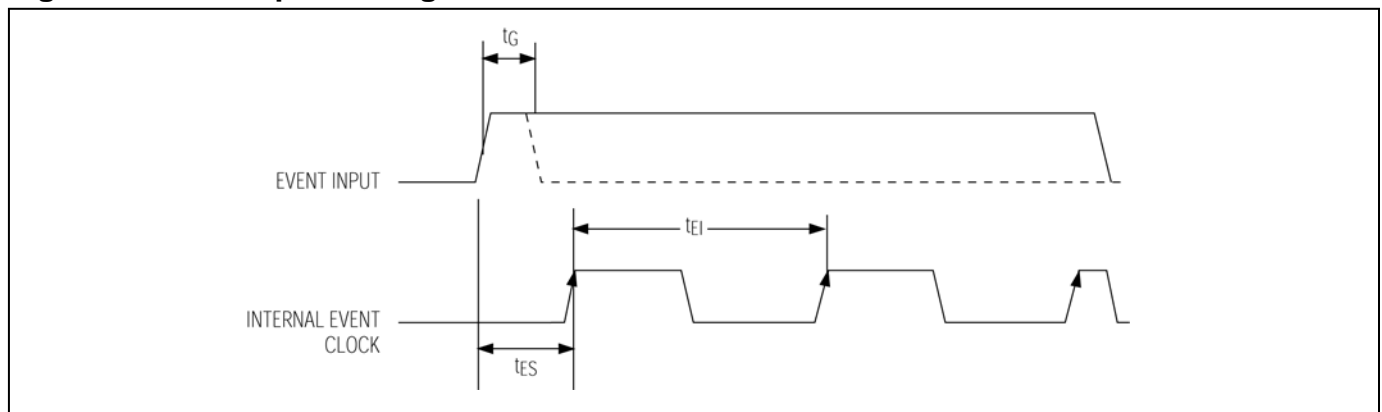 tG
EVENT INPUT
tEI
INTERNAL EVENT
CLOCK
tES